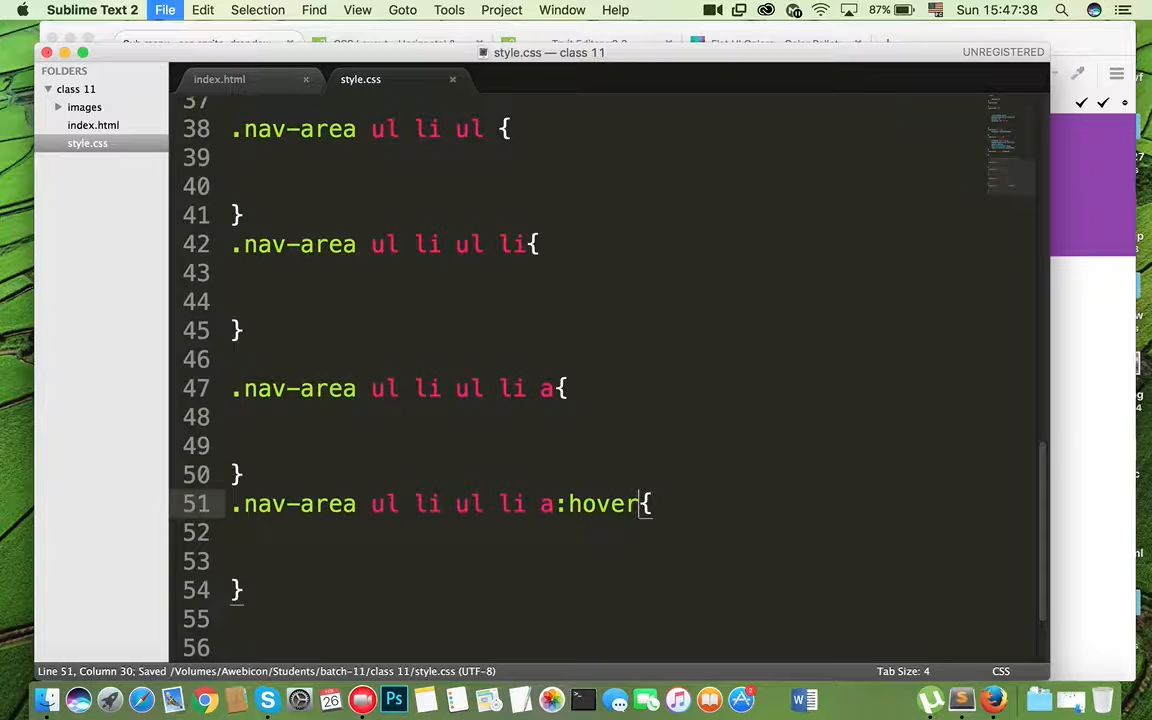 Sublime Text 2 File Edit Selection Find View Goto Tools Project Window Help 87% Sun 15:47:38
style.css — class 11 UNREGISTERED
FOLDERS
class 11
images
index.html
style.css
index.html × style.css ×
37
38 .nav-area ul li ul {
39
40
41 }
42 .nav-area ul li ul li{
43
44
45 }
46
47 .nav-area ul li ul li a{
48
49
50 }
51 .nav-area ul li ul li a:hover{
52
53
54 }
55
56
Line 51, Column 30; Saved /Volumes/Awebicon/Students/batch-11/class 11/style.css (UTF-8) Tab Size: 4 CSS
FEB
26
Ps
W
S
2